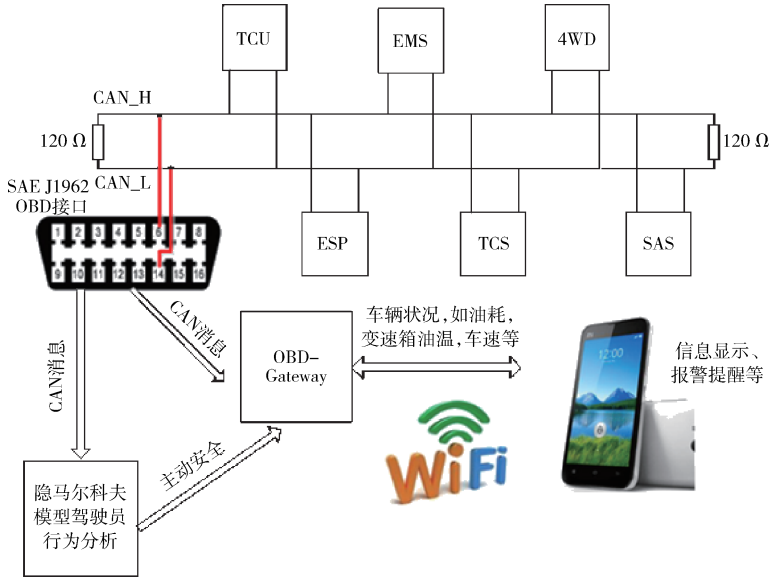 TCU
EMS
4WD
CAN_H
120 Ω
120 Ω
CAN_L
SAE J1962
OBD接口
1 2 3 4 5 6 7 8
9 10 11 12 13 14 15 16
ESP
TCS
SAS
CAN消息
CAN消息
OBD-
Gateway
车辆状况,如油耗,
变速箱油温,车速等
12:00
信息显示、
报警提醒等
WiFi
主动安全
隐马尔科夫
模型驾驶员
行为分析